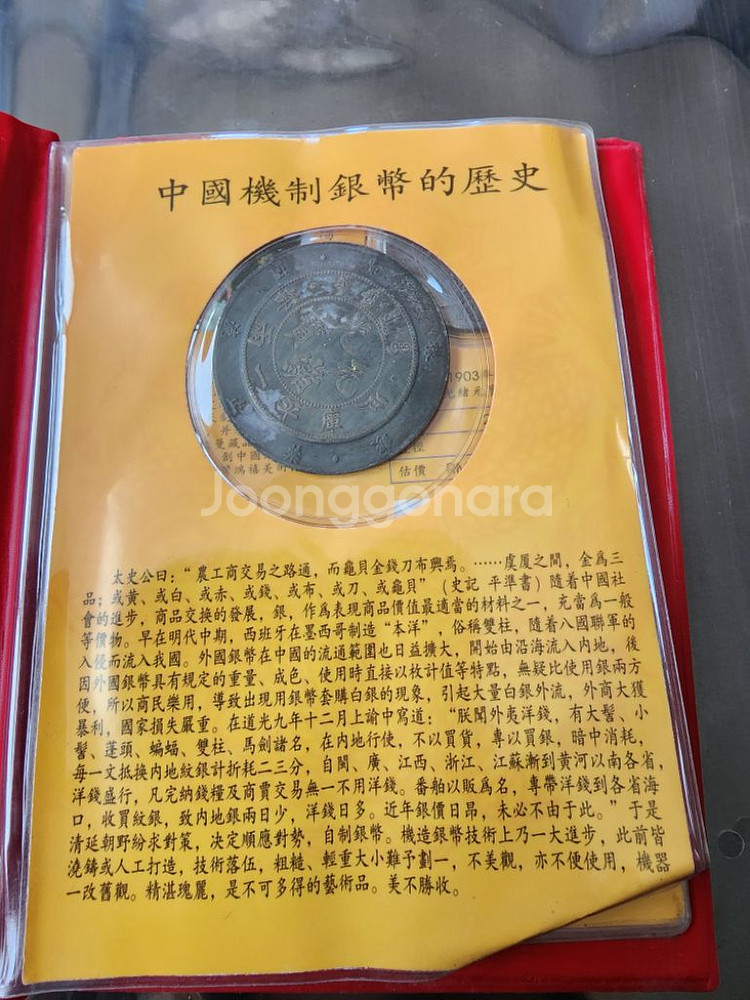 中國機制銀幣的歷史
1903年
估價
Joonggonara
太史公曰：“農工商交易之路通，而龜貝金錢刀布興焉。……虞厦之間，金爲三
品；或黄、或白、或赤、或錢、或布、或刀、或龜貝”（史記 平準書）隨着中國社
會的進步，商品交換的發展，銀，作爲表現商品價值最適當的材料之一，充當爲一般
等價物。早在明代中期，西班牙在墨西哥制造“本洋”，俗稱雙柱，隨着八國聯軍的
入侵而流入我國。外國銀幣在中國的流通範圍也日益擴大，開始由沿海流入内地，後
因外國銀幣具有規定的重量、成色、使用時直接以枚計值等特點，無疑比使用銀兩方
便，所以商民樂用，導致出現用銀幣套購白銀的現象，引起大量白銀外流，外商大獲
暴利，國家損失嚴重。在道光九年十二月上諭中寫道：“朕聞外夷洋錢，有大髻、小
髻、蓬頭、蝙蝠、雙柱、馬劍諸名，在内地行使，不以買貨，專以買銀，暗中消耗，
每一文抵換内地紋銀計折耗二三分，自閩、廣、江西、浙江、江蘇漸到黄河以南各省，
洋錢盛行，凡完納錢糧及商賈交易無一不用洋錢。番舶以販爲名，專帶洋錢到各省海
口，收買紋銀，致内地銀兩日少，洋錢日多。近年銀價日昂，未必不由于此。”于是
清延朝野紛求對策，决定順應對勢，自制銀幣。機造銀幣技術上乃一大進步，此前皆
澆鑄或人工打造，技術落伍，粗糙、輕重大小難予劃一，不美觀，亦不便使用，機器
一改舊觀。精湛瑰麗，是不可多得的藝術品。美不勝收。